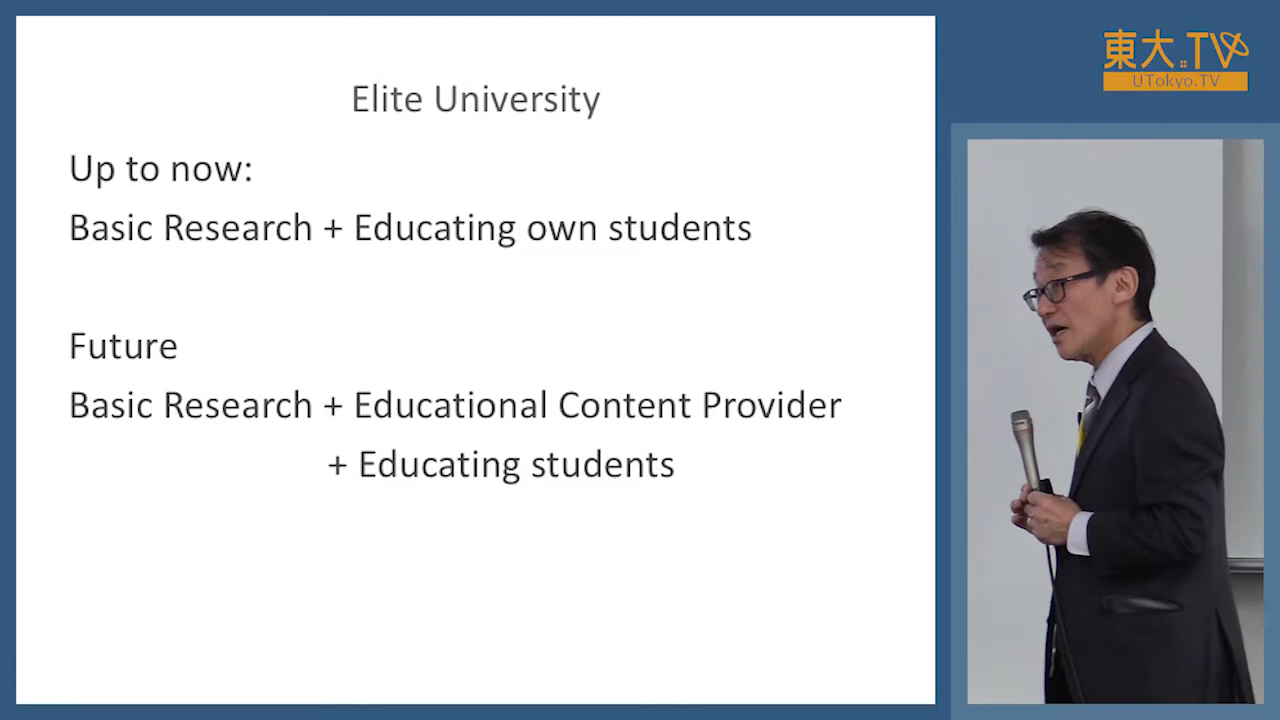 Elite University
Up to now:
Basic Research + Educating own students
Future
Basic Research + Educational Content Provider
+ Educating students
東大.TV
UTokyo.TV